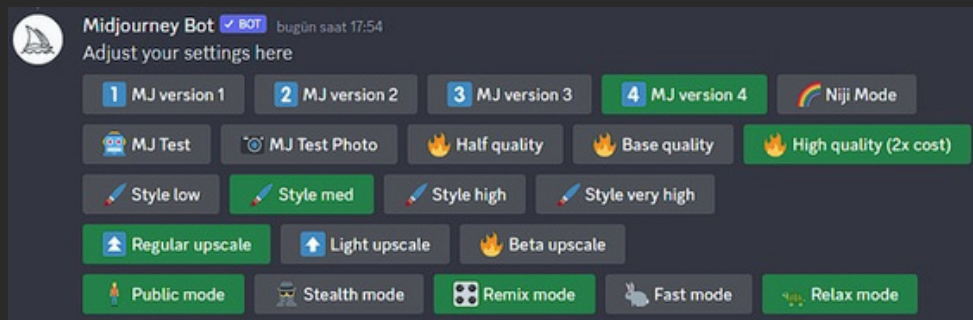 Midjourney Bot ✓ BOT bugün saat 17:54
Adjust your settings here
1 MJ version 1 2 MJ version 2 3 MJ version 3 4 MJ version 4 Niji Mode
MJ Test MJ Test Photo Half quality Base quality High quality (2x cost)
Style low Style med Style high Style very high
Regular upscale Light upscale Beta upscale
Public mode Stealth mode Remix mode Fast mode Relax mode